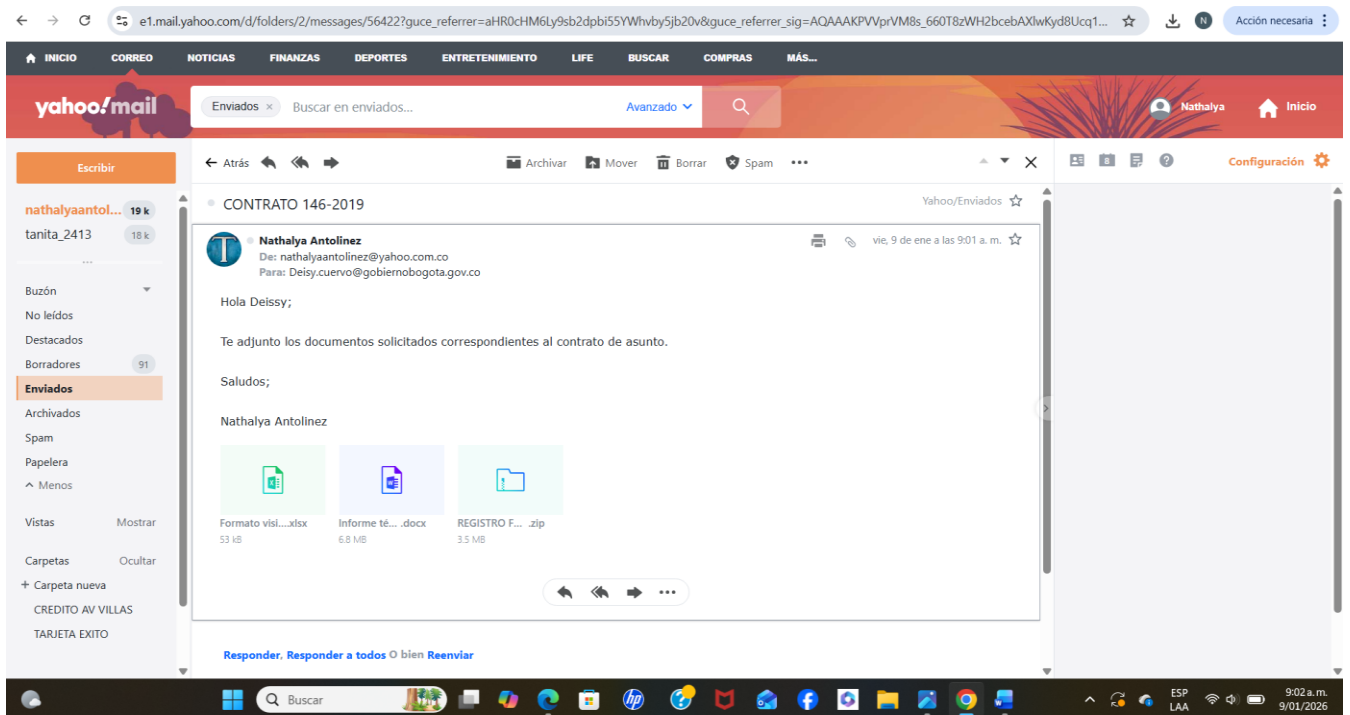 e1.mail.yahoo.com/d/folders/2/messages/56422?guce_referrer=aHR0cHM6Ly9sb2dpbi55YWhvby5jb20v&guce_referrer_sig=AQAAAKPVVprVM8s_660T8zWH2bcebAXlwKyd8Ucq1...
N
Acción necesaria
INICIO CORREO NOTICIAS FINANZAS DEPORTES ENTRETENIMIENTO LIFE BUSCAR COMPRAS MÁS...
yahoo!mail
Enviados × Buscar en enviados... Avanzado
Nathalya Inicio
Escribir
Atrás Archivar Mover Borrar Spam
Configuración
nathalyaantol... 19 k
tanita_2413 18 k
Buzón
No leídos
Destacados
Borradores 91
Enviados
Archivados
Spam
Papelera
Menos
Vistas Mostrar
Carpetas Ocultar
+ Carpeta nueva
CREDITO AV VILLAS
TARJETA EXITO
CONTRATO 146-2019 Yahoo/Enviados
T
Nathalya Antolinez vie, 9 de ene a las 9:01 a. m.
De: nathalyaantolinez@yahoo.com.co
Para: Deisy.cuervo@gobiernobogota.gov.co
Hola Deissy;
Te adjunto los documentos solicitados correspondientes al contrato de asunto.
Saludos;
Nathalya Antolinez
Formato visi....xlsx Informe té... .docx REGISTRO F... .zip
53 kB 6.8 MB 3.5 MB
Responder, Responder a todos O bien Reenviar
Buscar
hp
ESP
LAA
9:02 a. m.
9/01/2026